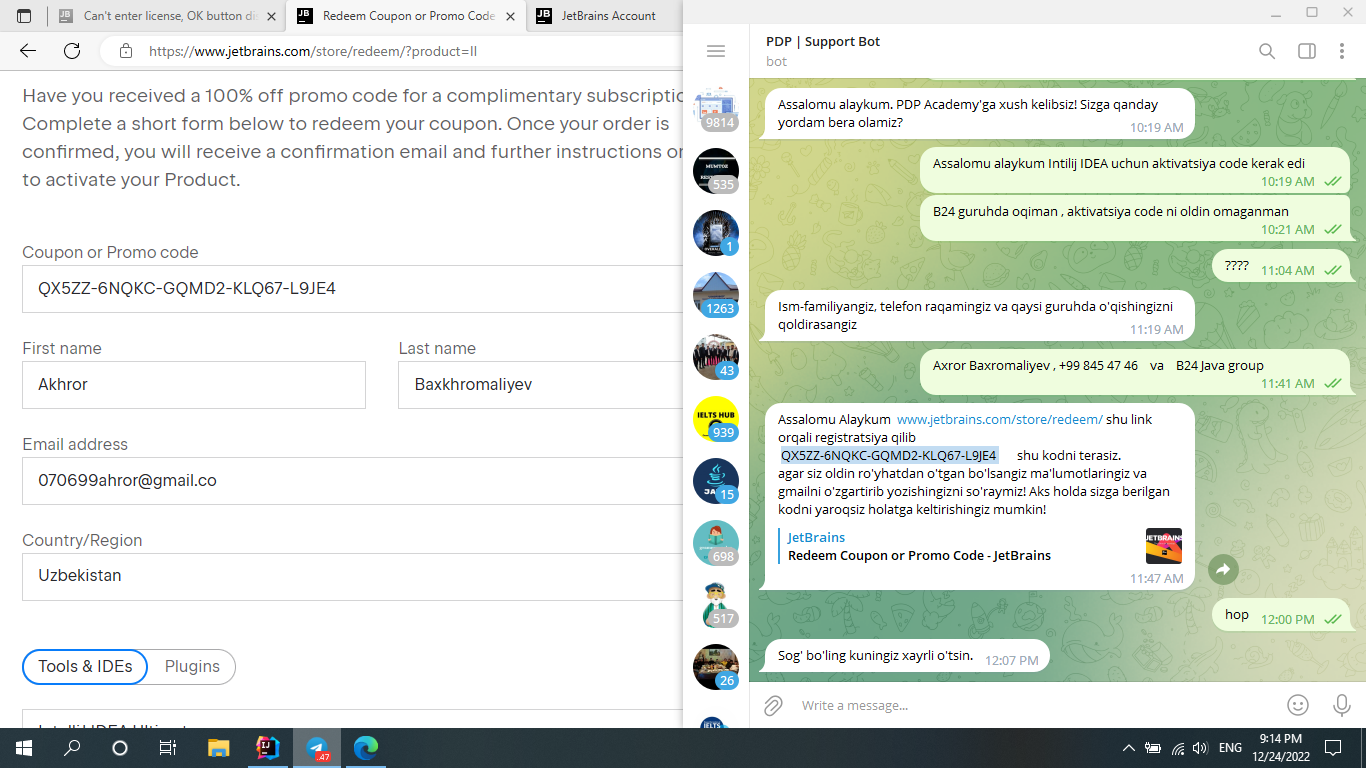 Can't enter license, OK button di
Redeem Coupon or Promo Code
JetBrains Account
https://www.jetbrains.com/store/redeem/?product=II
Have you received a 100% off promo code for a complimentary subscriptio
Complete a short form below to redeem your coupon. Once your order is
confirmed, you will receive a confirmation email and further instructions or
to activate your Product.
Coupon or Promo code
QX5ZZ-6NQKC-GQMD2-KLQ67-L9JE4
First name
Last name
Akhror
Baxkhromaliyev
Email address
070699ahror@gmail.co
Country/Region
Uzbekistan
Tools & IDEs
Plugins
PDP | Support Bot
bot
9814
535
1
1263
43
IELTS HUB
939
15
698
517
26
Assalomu alaykum. PDP Academy'ga xush kelibsiz! Sizga qanday
yordam bera olamiz?
10:19 AM
Assalomu alaykum Intilij IDEA uchun aktivatsiya code kerak edi
10:19 AM
B24 guruhda oqiman , aktivatsiya code ni oldin omaganman
10:21 AM
????
11:04 AM
Ism-familiyangiz, telefon raqamingiz va qaysi guruhda o'qishingizni
qoldirasangiz
11:19 AM
Axror Baxromaliyev , +99 845 47 46 va B24 Java group
11:41 AM
Assalomu Alaykum www.jetbrains.com/store/redeem/ shu link
orqali registratsiya qilib
QX5ZZ-6NQKC-GQMD2-KLQ67-L9JE4 shu kodni terasiz.
agar siz oldin ro'yhatdan o'tgan bo'lsangiz ma'lumotlaringiz va
gmailni o'zgartirib yozishingizni so'raymiz! Aks holda sizga berilgan
kodni yaroqsiz holatga keltirishingiz mumkin!
JetBrains
Redeem Coupon or Promo Code - JetBrains
JETBRAINS
11:47 AM
hop
12:00 PM
Sog' bo'ling kuningiz xayrli o'tsin.
12:07 PM
Write a message...
.47
ENG
9:14 PM
12/24/2022